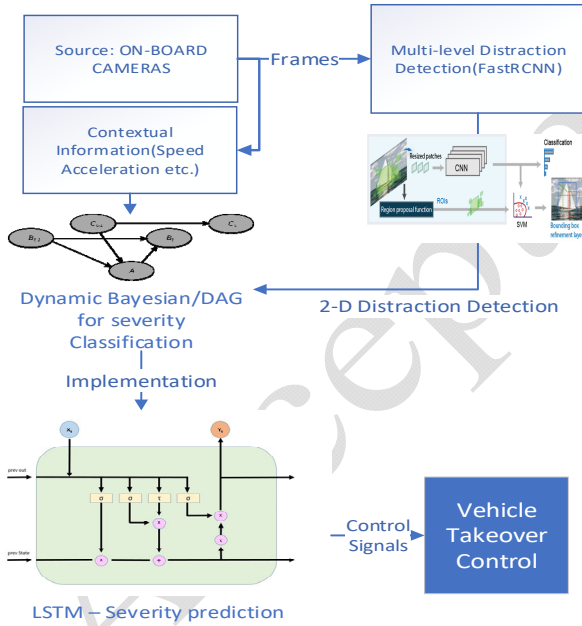 Source: ON-BOARD
CAMERAS
Frames
Multi-level Distraction
Detection(FastRCNN)
Contextual
Information(Speed
Acceleration etc.)
Resized patches
CNN
Classification
Region proposal function
ROIs
SVM
Bounding box
refinement laye
A
Dynamic Bayesian/DAG
for severity
Classification
2-D Distraction Detection
Implementation
prev out
σ
σ
σ
prev State
Control
Signals
Vehicle
Takeover
Control
LSTM – Severity prediction